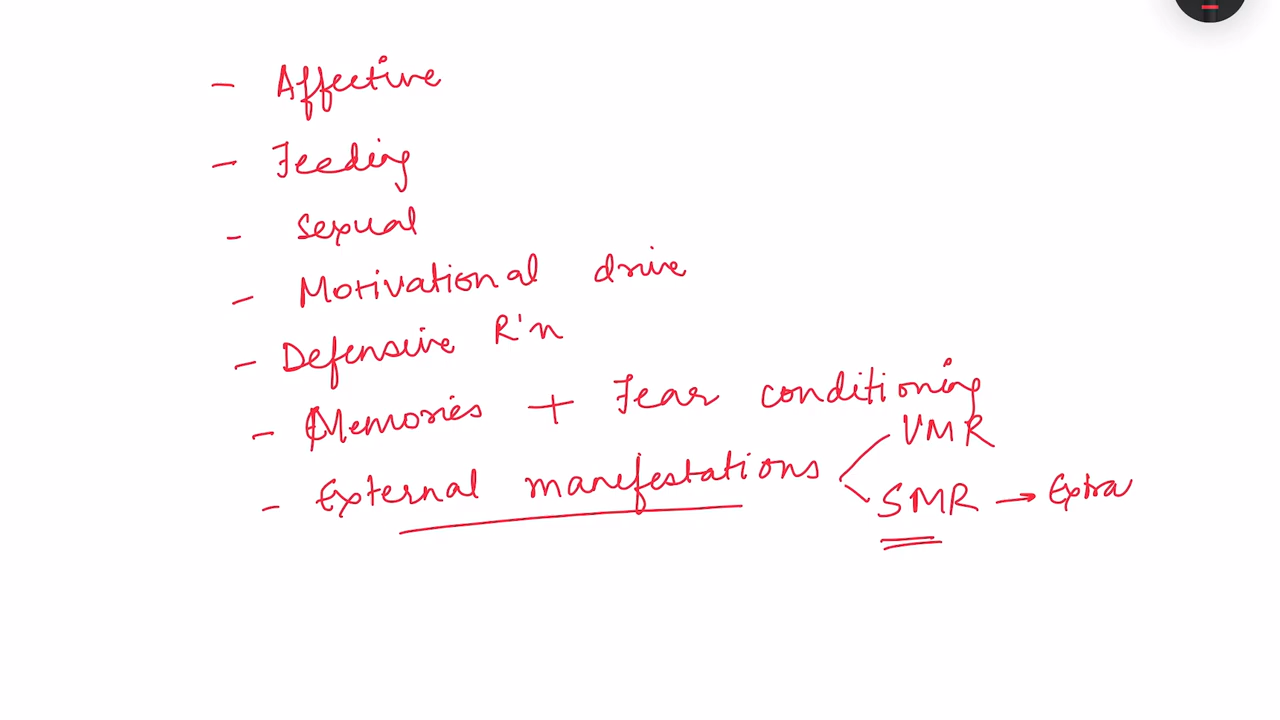 - Affective
- Feeding
- Sexual
- Motivational drive
- Defensive R'n
- Memories + Fear conditioning
- External manifestations
VMR
SMR → Extra